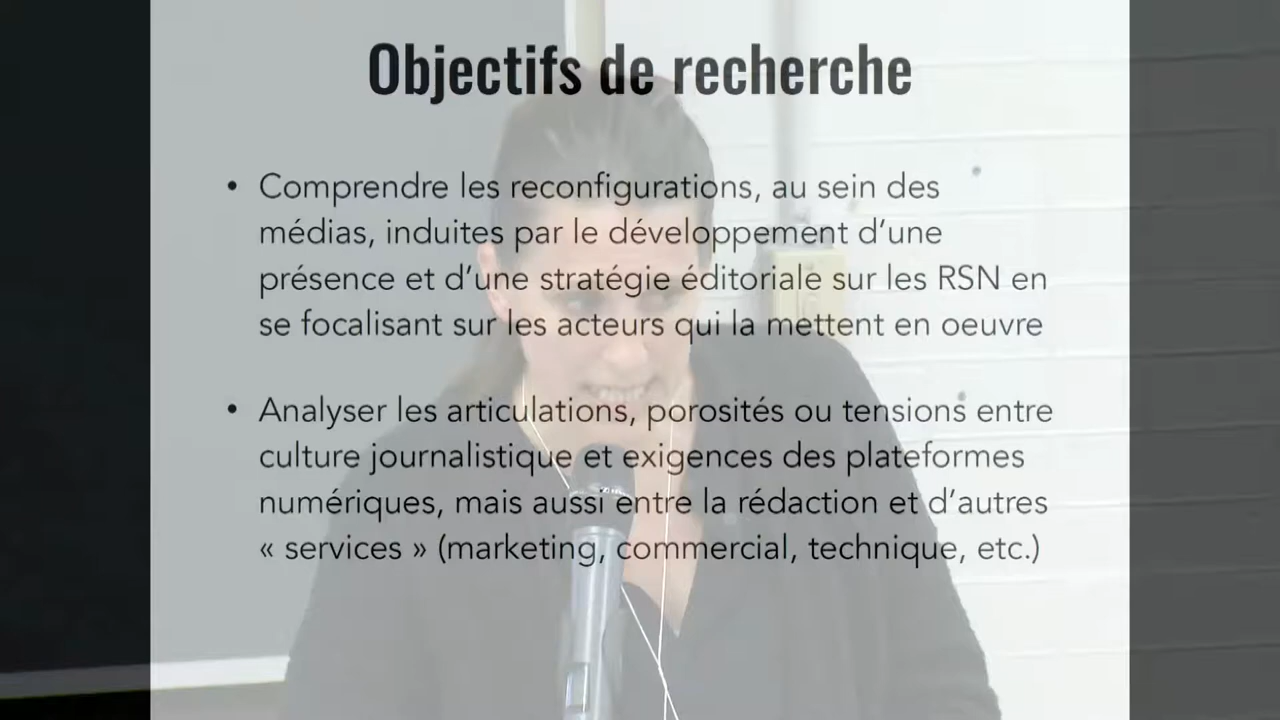 Objectifs de recherche
• Comprendre les reconfigurations, au sein des
médias, induites par le développement d’une
présence et d’une stratégie éditoriale sur les RSN en
se focalisant sur les acteurs qui la mettent en oeuvre
• Analyser les articulations, porosités ou tensions entre
culture journalistique et exigences des plateformes
numériques, mais aussi entre la rédaction et d’autres
« services » (marketing, commercial, technique, etc.)